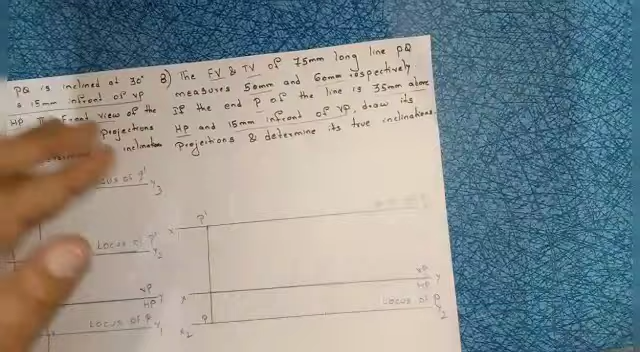 PQ is inclined at 30°
15mm infront of VP
HP The Front view of the
Projections
inclination
8) The FV & TV of 75mm long line PQ
measures 50mm and 60mm respectively
If the end P of the line is 35mm above
HP and 15mm infront of VP, draw its
projections & determine its true inclinations.
Locus of q'
Y3
Locus of P'
Y2
VP
HP
Locus of P
Y1
X
P'
X
VP
HP
Y
Locus of P
X2
P
Y2